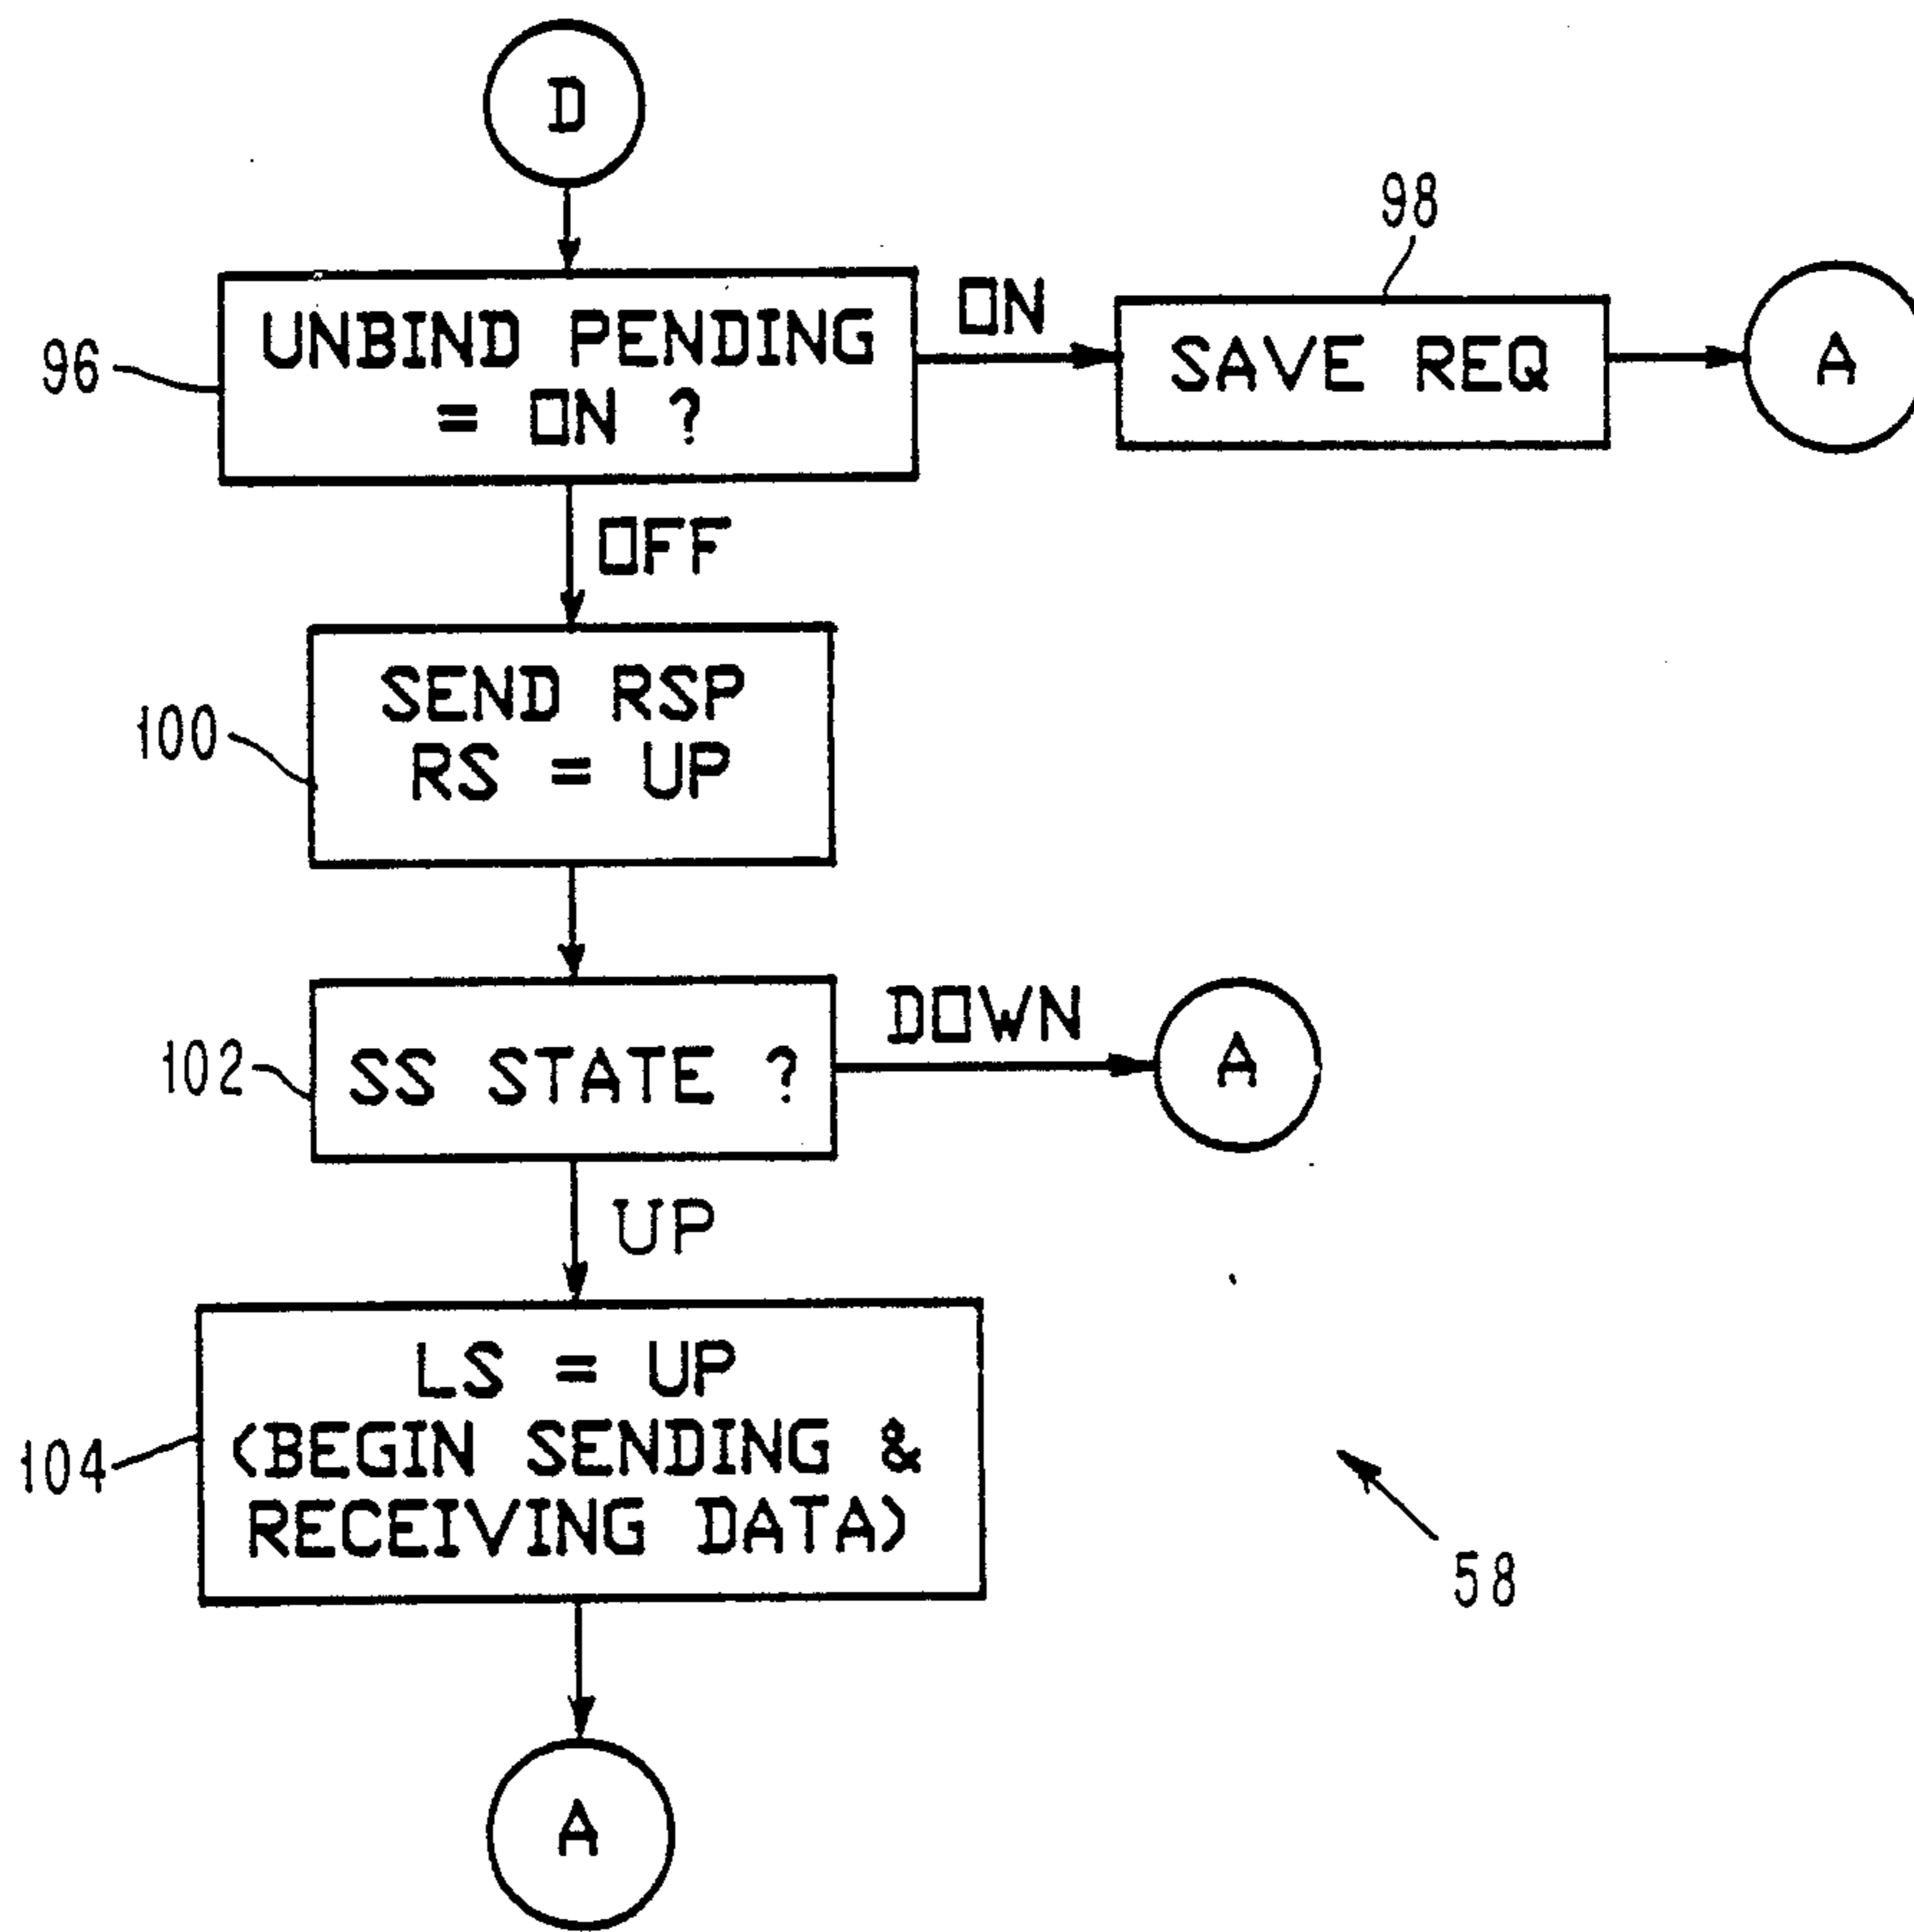 D
98
UNBIND PENDING
= ON ?
ON
SAVE REQ
A
96
OFF
SEND RSP
RS = UP
100
SS STATE ?
DOWN
A
102
UP
LS = UP
(BEGIN SENDING &
RECEIVING DATA)
104
58
A